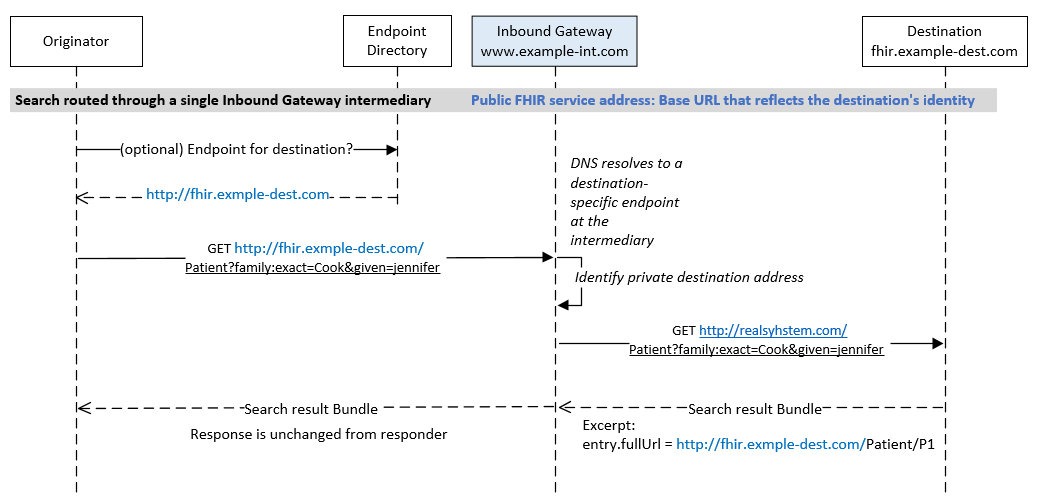 Originator
Endpoint
Directory
Inbound Gateway
www.example-int.com
Destination
fhir.example-dest.com
Search routed through a single Inbound Gateway intermediary
Public FHIR service address: Base URL that reflects the destination's identity
(optional) Endpoint for destination?
DNS resolves to a
destination-
specific endpoint
at the
intermediary
http://fhir.exmple-dest.com
GET http://fhir.exmple-dest.com/
Patient?family:exact=Cook&given=jennifer
Identify private destination address
GET http://realsyhstem.com/
Patient?family:exact=Cook&given=jennifer
Search result Bundle
Search result Bundle
Response is unchanged from responder
Excerpt:
entry.fullUrl = http://fhir.exmple-dest.com/Patient/P1